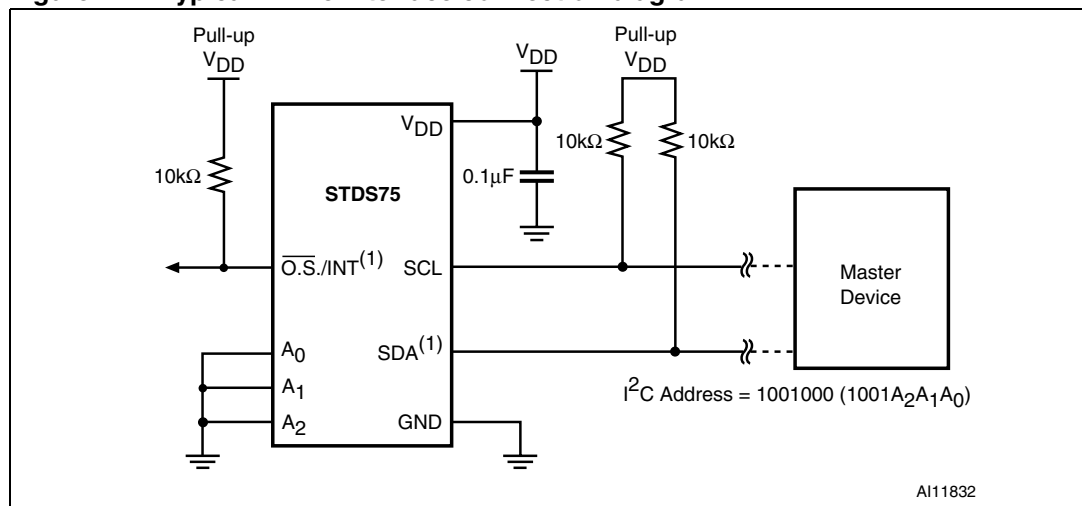 Pull-up
VDD
10kΩ
O.S./INT(1)
A0
A1
A2
STDS75
VDD
SCL
SDA(1)
GND
VDD
0.1μF
Pull-up
VDD
10kΩ
10kΩ
Master
Device
I2C Address = 1001000 (1001A2A1A0)
AI11832